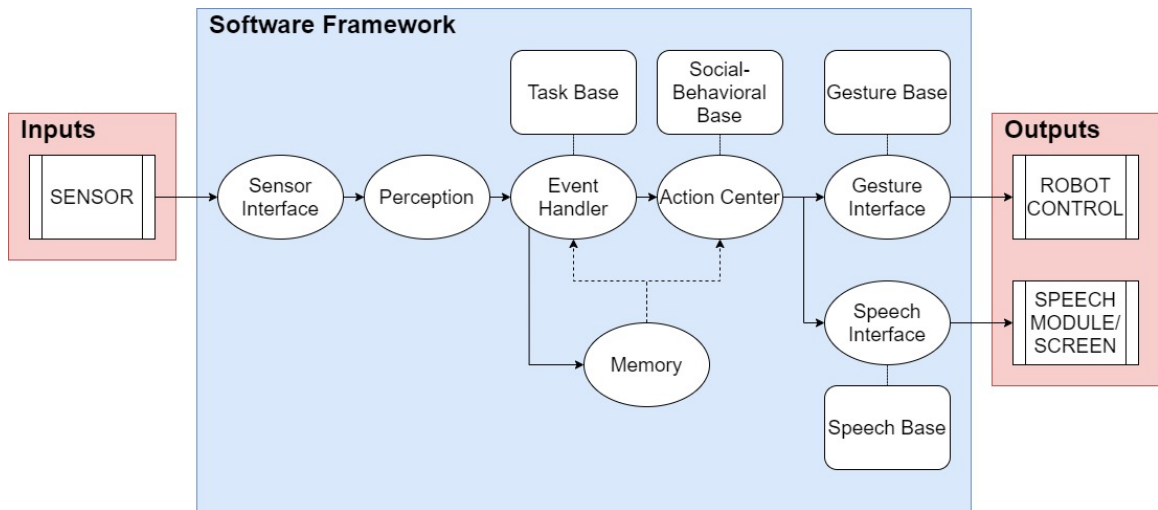 Software Framework
Task Base
Social-
Behavioral
Base
Gesture Base
Inputs
SENSOR
Sensor
Interface
Perception
Event
Handler
Action Center
Gesture
Interface
Outputs
ROBOT
CONTROL
Memory
Speech
Interface
SPEECH
MODULE/
SCREEN
Speech Base